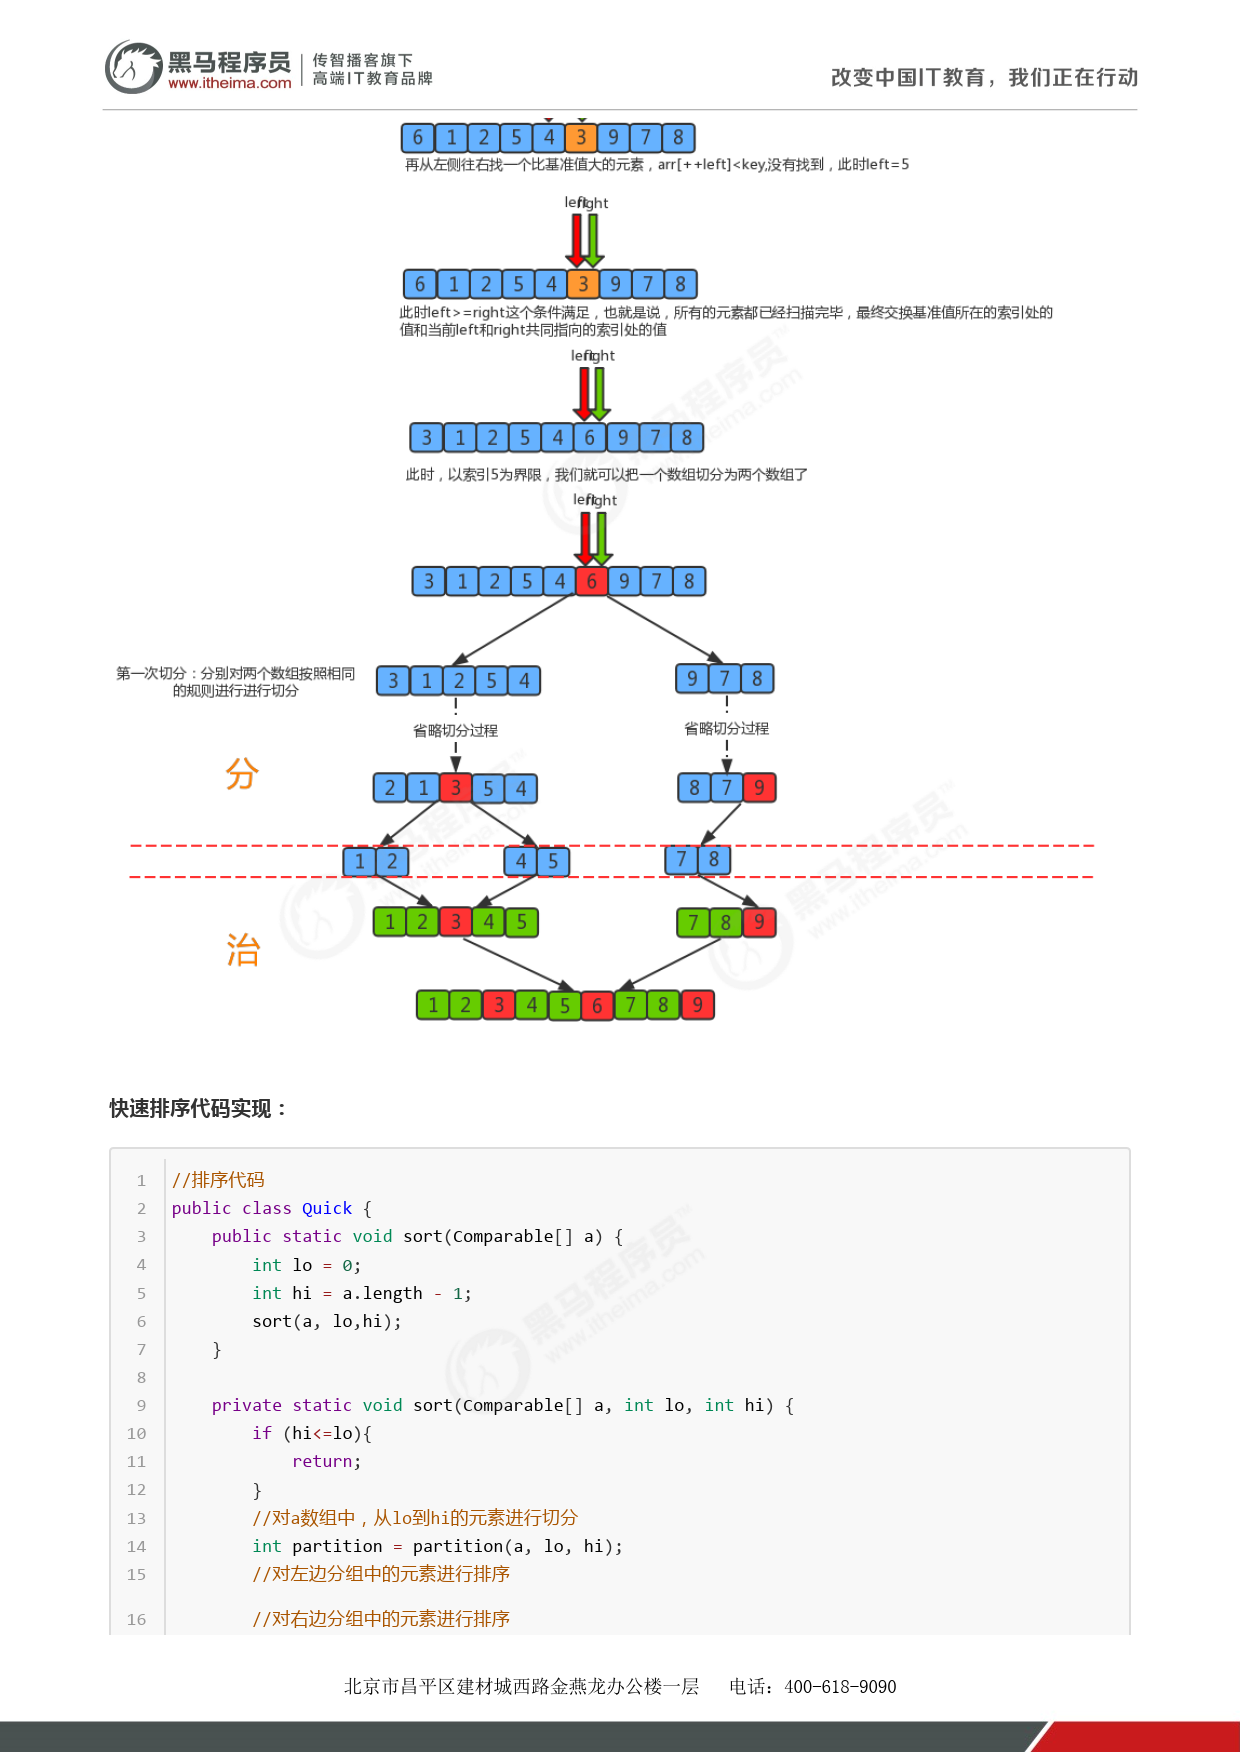 黑马程序员
www.itheima.com
传智播客旗下
高端IT教育品牌
改变中国IT教育，我们正在行动
6 1 2 5 4 3 9 7 8
再从左侧往右找一个比基准值大的元素，arr[++left]<key,没有找到，此时left=5
left right
6 1 2 5 4 3 9 7 8
此时left>=right这个条件满足，也就是说，所有的元素都已经扫描完毕，最终交换基准值所在的索引处的
值和当前left和right共同指向的索引处的值
left right
3 1 2 5 4 6 9 7 8
此时，以索引5为界限，我们就可以把一个数组切分为两个数组了
left right
3 1 2 5 4 6 9 7 8
第一次切分：分别对两个数组按照相同
的规则进行进行切分
3 1 2 5 4
9 7 8
省略切分过程
省略切分过程
分
2 1 3 5 4
8 7 9
1 2
4 5
7 8
1 2 3 4 5
7 8 9
治
1 2 3 4 5 6 7 8 9
快速排序代码实现：
1 //排序代码
2 public class Quick {
3 public static void sort(Comparable[] a) {
4 int lo = 0;
5 int hi = a.length - 1;
6 sort(a, lo,hi);
7 }
8
9 private static void sort(Comparable[] a, int lo, int hi) {
10 if (hi<=lo){
11 return;
12 }
13 //对a数组中，从lo到hi的元素进行切分
14 int partition = partition(a, lo, hi);
15 //对左边分组中的元素进行排序
16 //对右边分组中的元素进行排序
北京市昌平区建材城西路金燕龙办公楼一层 电话：400-618-9090